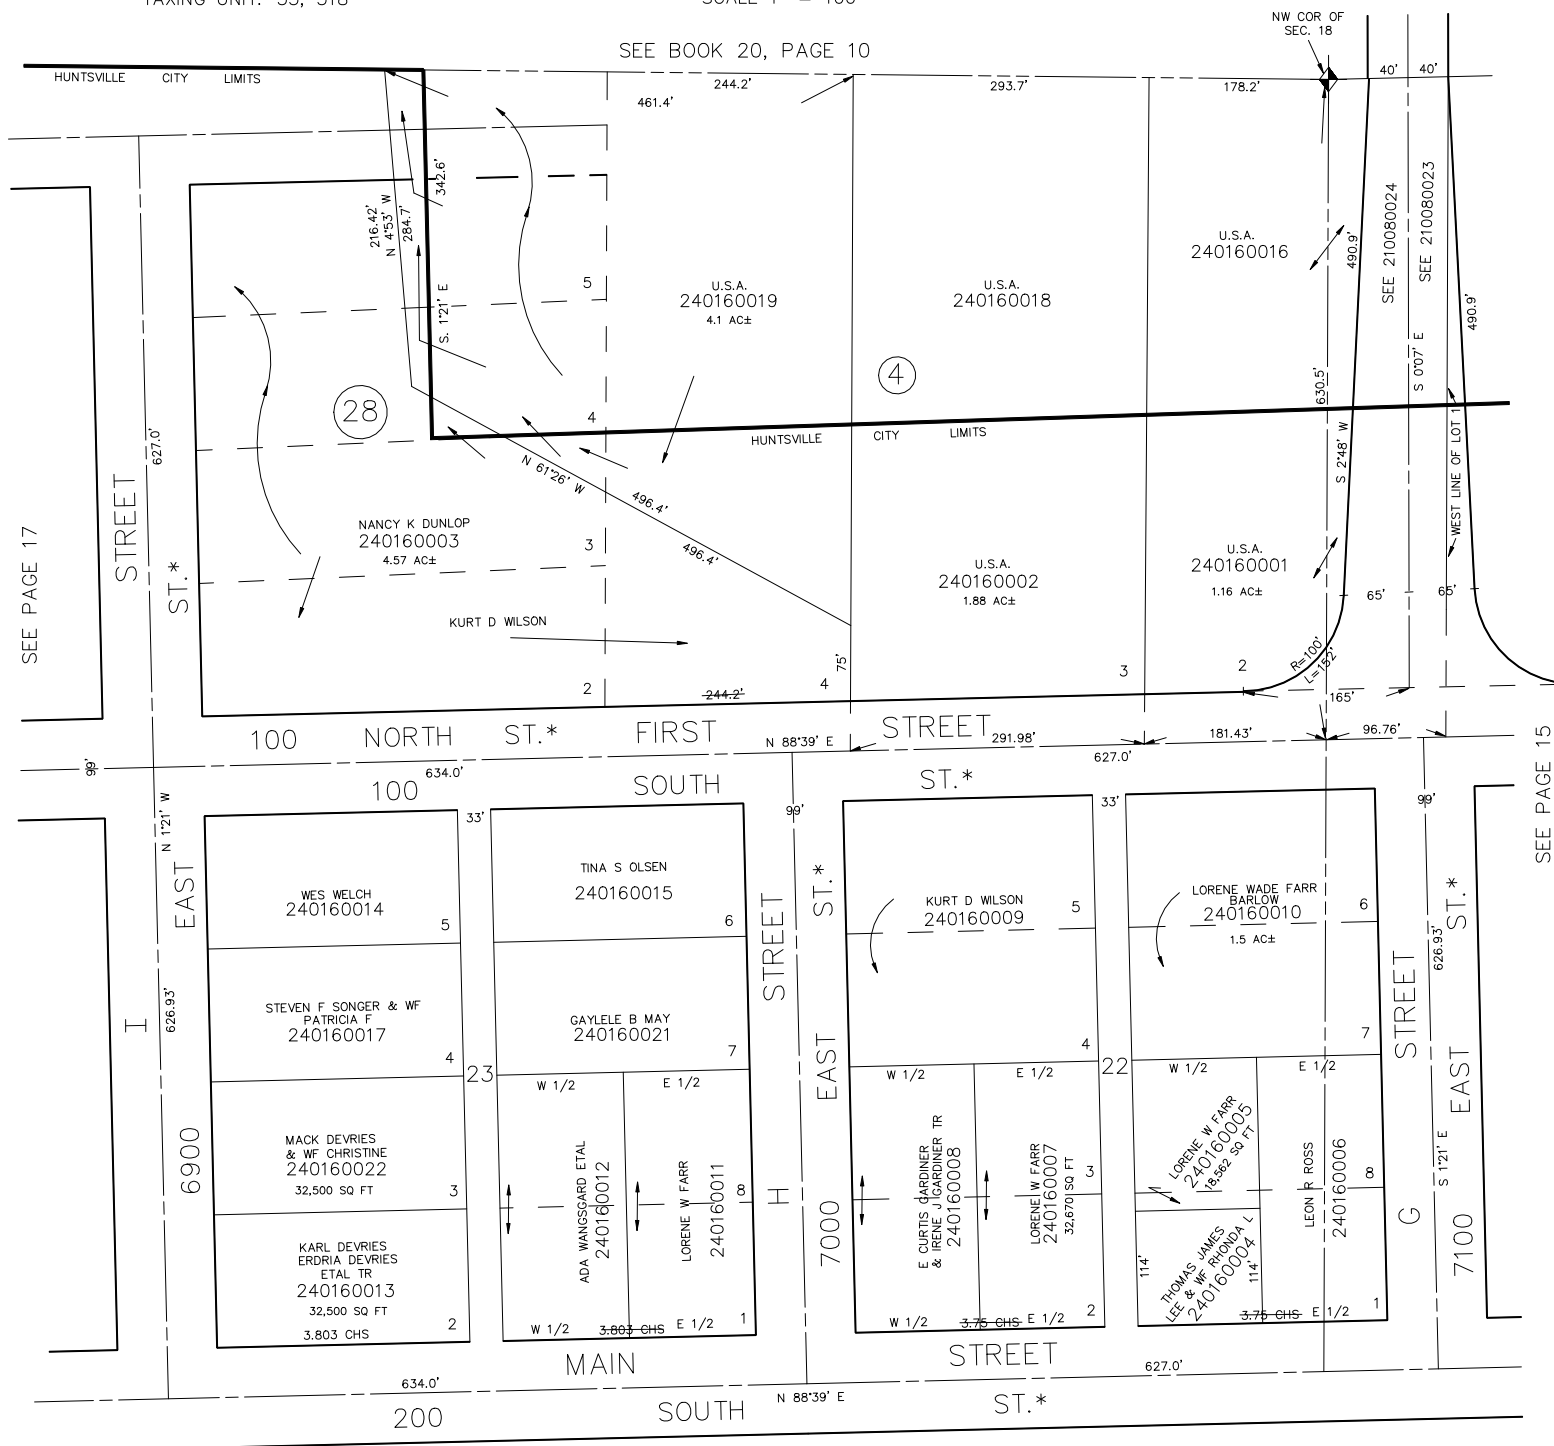 NW COR OF
SEC. 18
SEE BOOK 20, PAGE 10
HUNTSVILLE CITY LIMITS
244.2'
461.4'
293.7'
178.2'
40'
40'
342.6'
216.42'
N 4°53' W
284.7'
S. 1°21' E
5
U.S.A.
240160019
4.1 AC±
U.S.A.
240160018
U.S.A.
240160016
490.9'
SEE 210080024
SEE 210080023
490.9'
S 0°07' E
630.5'
28
4
4
HUNTSVILLE CITY LIMITS
S 2°48' W
WEST LINE OF LOT 1
N 61°26' W
496.4'
496.4'
627.0'
STREET
ST.*
SEE PAGE 17
NANCY K DUNLOP
240160003
4.57 AC±
3
U.S.A.
240160002
1.88 AC±
U.S.A.
240160001
1.16 AC±
65'
65'
KURT D WILSON
75'
R=100'
L=152'
2
244.2'
4
3
2
165'
100 NORTH ST.* FIRST STREET
N 88°39' E
291.98'
181.43'
96.76'
99'
634.0'
627.0'
100 SOUTH ST.*
SEE PAGE 15
N 1°21' W
33'
99'
33'
99'
EAST
WES WELCH
240160014
5
TINA S OLSEN
240160015
6
STREET
ST.*
KURT D WILSON
240160009
5
LORENE WADE FARR
BARLOW
240160010
1.5 AC±
6
ST.*
626.93'
STREET
I
626.93'
STEVEN F SONGER & WF
PATRICIA F
240160017
4
GAYLELE B MAY
240160021
7
EAST
4
7
EAST
23
22
W 1/2
E 1/2
W 1/2
E 1/2
W 1/2
E 1/2
6900
MACK DEVRIES
& WF CHRISTINE
240160022
32,500 SQ FT
3
ADA WANGSGARD ETAL
240160012
LORENE W FARR
240160011
8
H
7000
E CURTIS GARDINER
& IRENE J GARDINER TR
240160008
LORENE W FARR
240160007
32,670 SQ FT
3
LORENE W FARR
240160005
18,562 SQ FT
LEON R ROSS
240160006
8
G
S 1°21' E
7100
KARL DEVRIES
ERDRIA DEVRIES
ETAL TR
240160013
32,500 SQ FT
3.803 CHS
2
W 1/2
3.803 CHS
E 1/2
1
W 1/2
3.75 CHS
E 1/2
2
114'
THOMAS JAMES
LEE & WF RHONDA L
240160004
114'
3.75 CHS
E 1/2
1
MAIN STREET
634.0'
N 88°39' E
627.0'
200 SOUTH ST.*